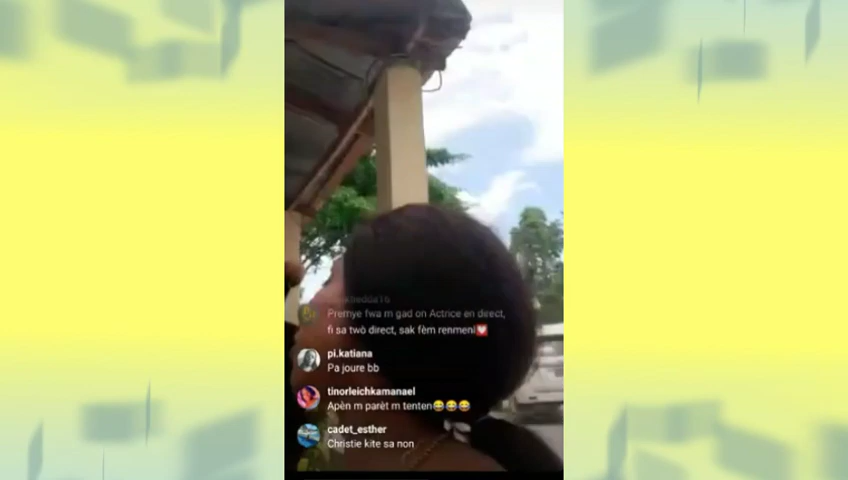 Premye fwa m gad on Actrice en direct,
fi sa twò direct, sak fèm renmeni
pi.katiana
Pa joure bb
tinorleichkamanael
Apèn m parèt m tenten😂😂😂
cadet_esther
Christie kite sa non